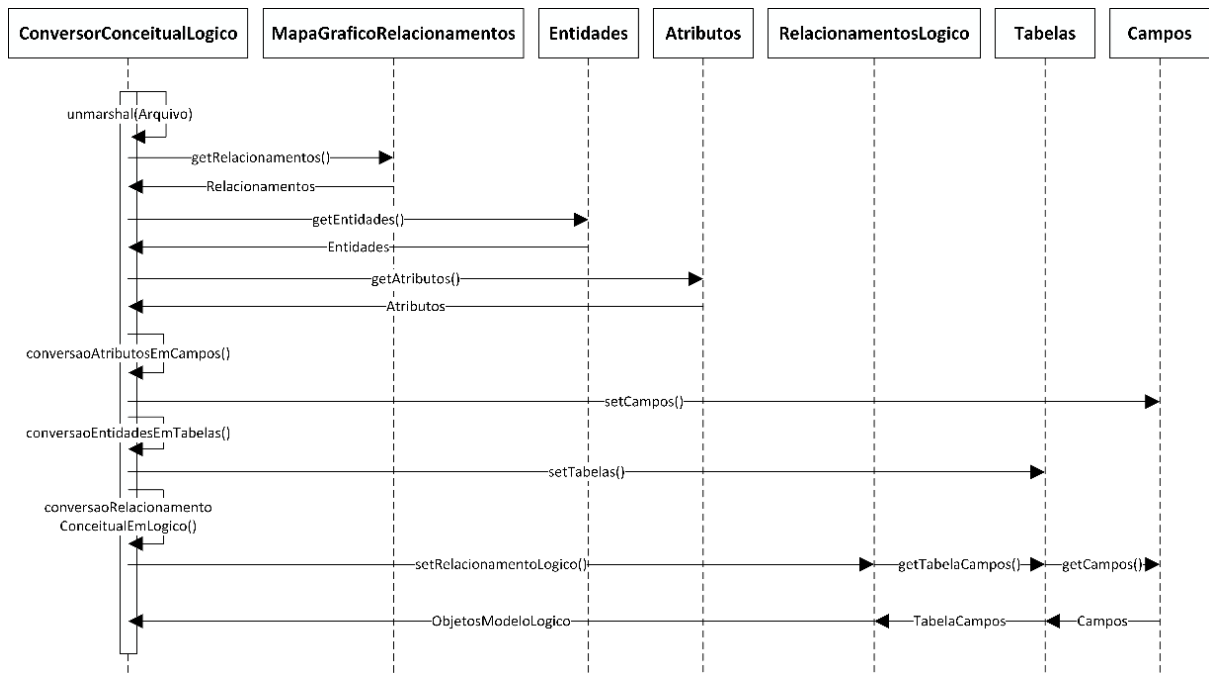 ConversorConceitualLogico
MapaGraficoRelacionamentos
Entidades
Atributos
RelacionamentosLogico
Tabelas
Campos
unmarshal(Arquivo)
getRelacionamentos()
Relacionamentos
getEntidades()
Entidades
getAtributos()
Atributos
conversaoAtributosEmCampos()
setCampos()
conversaoEntidadesEmTabelas()
setTabelas()
conversaoRelacionamento
ConceitualEmLogico()
setRelacionamentoLogico()
getTabelaCampos()
getCampos()
ObjetosModeloLogico
TabelaCampos
Campos